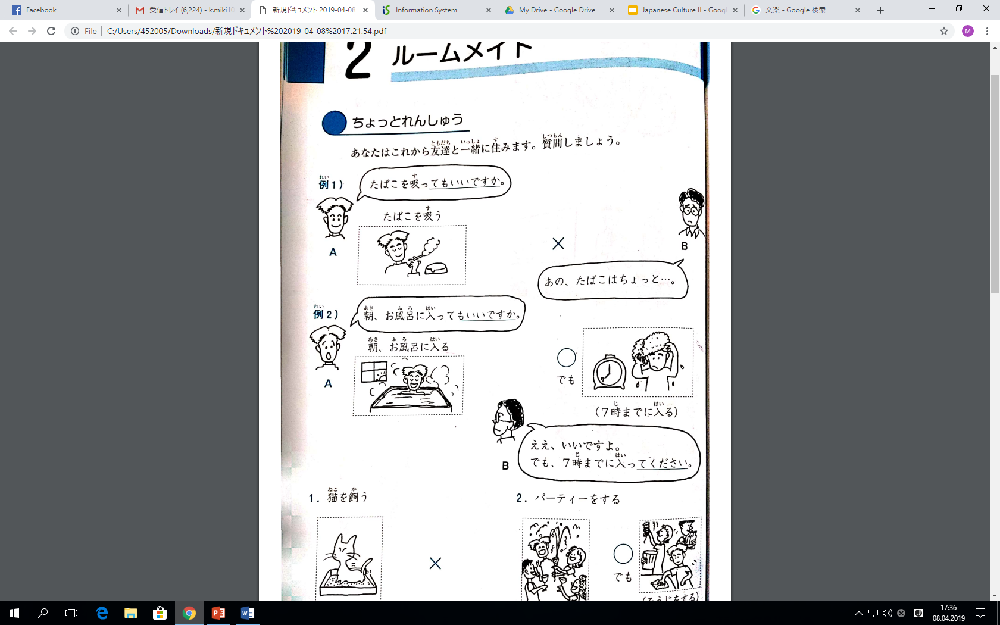 Facebook
受信トレイ (6,224) - k.miki10
新規ドキュメント 2019-04-08
Information System
My Drive - Google Drive
Japanese Culture II - Goog
文楽 - Google 検索
File
C:/Users/452005/Downloads/新規ドキュメント%202019-04-08%2017.21.54.pdf
M
2 ルームメイト
ちょっとれんしゅう
あなたはこれから友達と一緒に住みます。質問しましょう。
例1)
たばこを吸ってもいいですか。
たばこを吸う
A
×
B
あの、たばこはちょっと…。
例2)
朝、お風呂に入ってもいいですか。
朝、お風呂に入る
A
でも
(7時までに入る)
B
ええ、いいですよ。
でも、7時までに入ってください。
1. 猫を飼う
×
2. パーティーをする
でも
(そうじをする)
17:36
08.04.2019